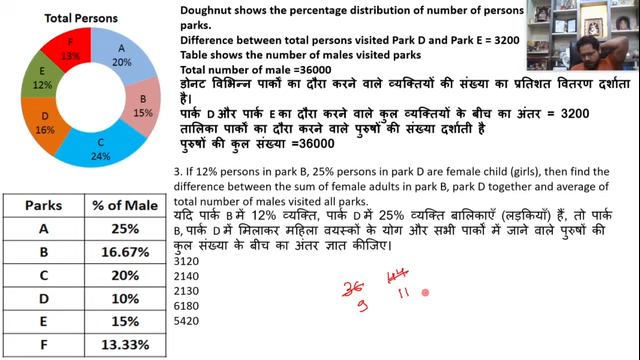 Total Persons
F
13%
A
20%
E
12%
B
15%
D
16%
C
24%
Doughnut shows the percentage distribution of number of persons
parks.
Difference between total persons visited Park D and Park E = 3200
Table shows the number of males visited parks
Total number of male =36000
डोनट विभिन्न पार्कों का दौरा करने वाले व्यक्तियों की संख्या का प्रतिशत वितरण दर्शाता
है।
पार्क D और पार्क E का दौरा करने वाले कुल व्यक्तियों के बीच का अंतर = 3200
तालिका पार्कों का दौरा करने वाले पुरुषों की संख्या दर्शाती है
पुरुषों की कुल संख्या =36000
3. If 12% persons in park B, 25% persons in park D are female child (girls), then find the
difference between the sum of female adults in park B, park D together and average of
total number of males visited all parks.
यदि पार्क B में 12% व्यक्ति, पार्क D में 25% व्यक्ति बालिकाएँ (लड़कियाँ) हैं, तो पार्क
B, पार्क D में मिलाकर महिला वयस्कों के योग और सभी पार्कों में जाने वाले पुरुषों की
कुल संख्या के बीच का अंतर ज्ञात कीजिए।
3120
2140
2130
6180
5420
36 44
9 11
Parks % of Male
A 25%
B 16.67%
C 20%
D 10%
E 15%
F 13.33%